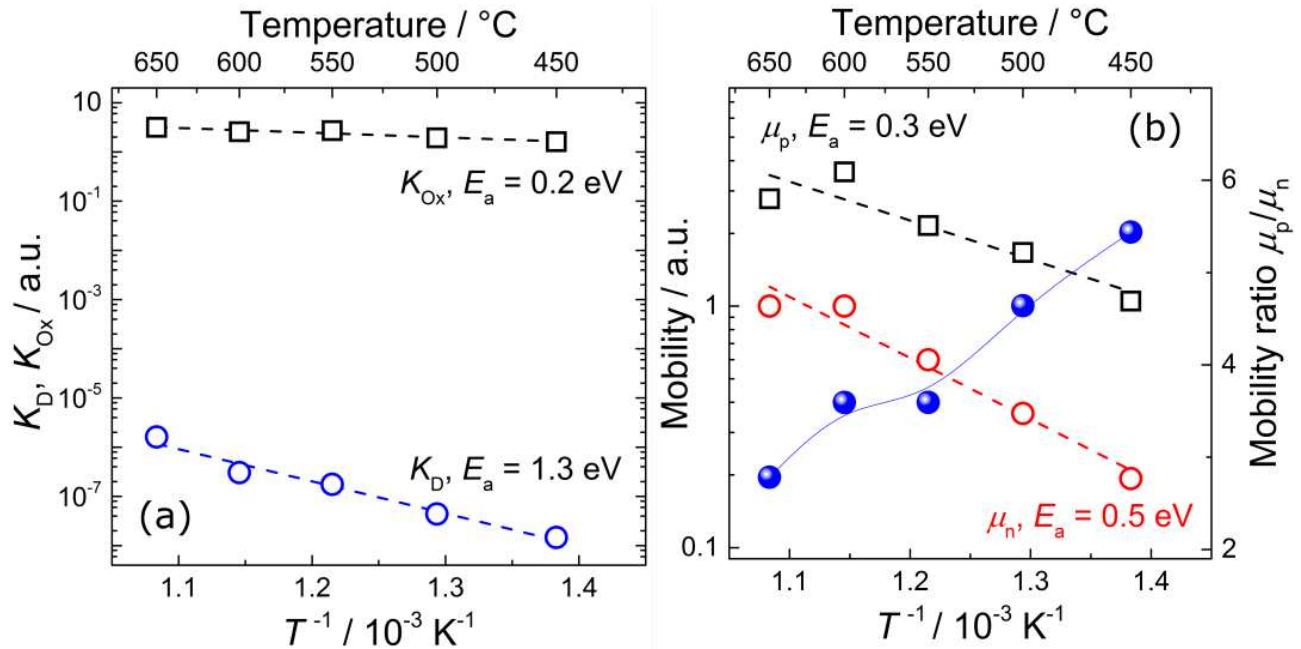 Temperature / °C
650 600 550 500 450
10
10⁻¹
10⁻³
10⁻⁵
10⁻⁷
K_D, K_Ox / a.u.
K_Ox, E_a = 0.2 eV
K_D, E_a = 1.3 eV
(a)
1.1 1.2 1.3 1.4
T ⁻¹ / 10⁻³ K⁻¹
Temperature / °C
650 600 550 500 450
1
0.1
Mobility / a.u.
μ_p, E_a = 0.3 eV
(b)
μ_n, E_a = 0.5 eV
6
4
2
Mobility ratio μ_p/μ_n
1.1 1.2 1.3 1.4
T ⁻¹ / 10⁻³ K⁻¹